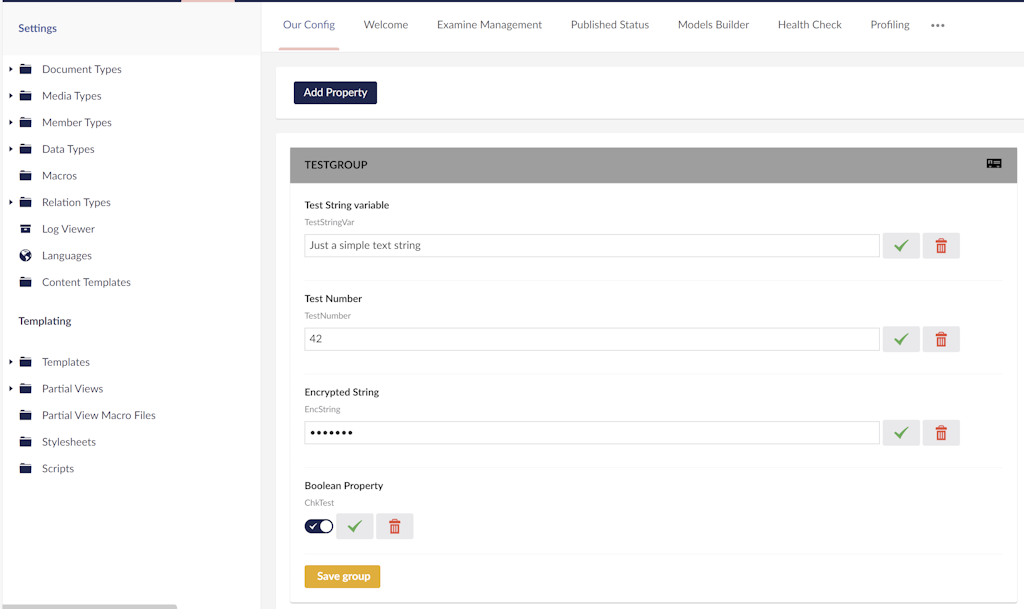 Settings
Document Types
Media Types
Member Types
Data Types
Macros
Relation Types
Log Viewer
Languages
Content Templates
Templating
Templates
Partial Views
Partial View Macro Files
Stylesheets
Scripts
Our Config Welcome Examine Management Published Status Models Builder Health Check Profiling
Add Property
TESTGROUP
Test String variable
TestStringVar
Just a simple text string
Test Number
TestNumber
42
Encrypted String
EncString
•••••••
Boolean Property
ChkTest
Save group